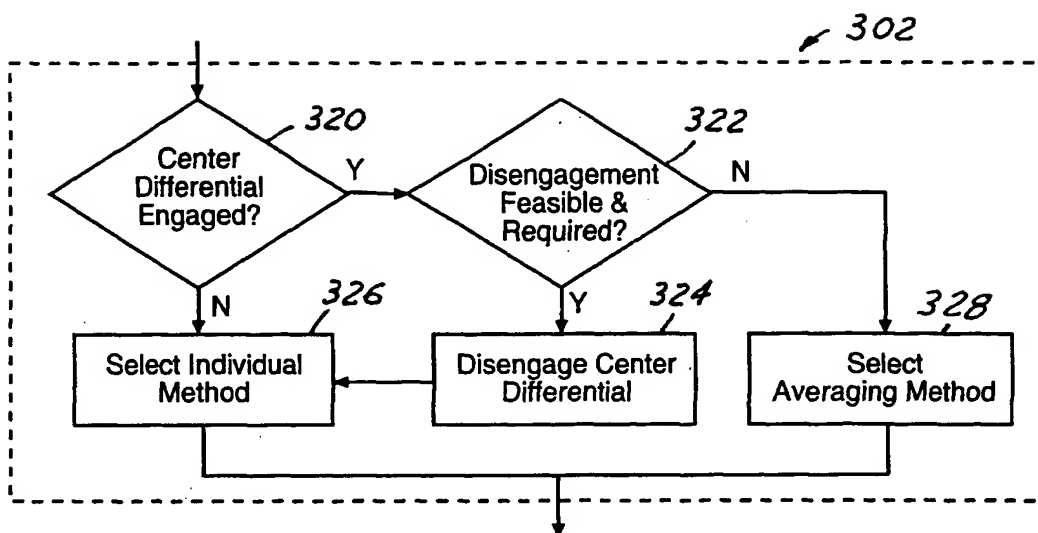 302
320
Center
Differential
Engaged?
Y
322
Disengagement
Feasible &
Required?
N
N
326
Select Individual
Method
Y
324
Disengage Center
Differential
328
Select
Averaging Method